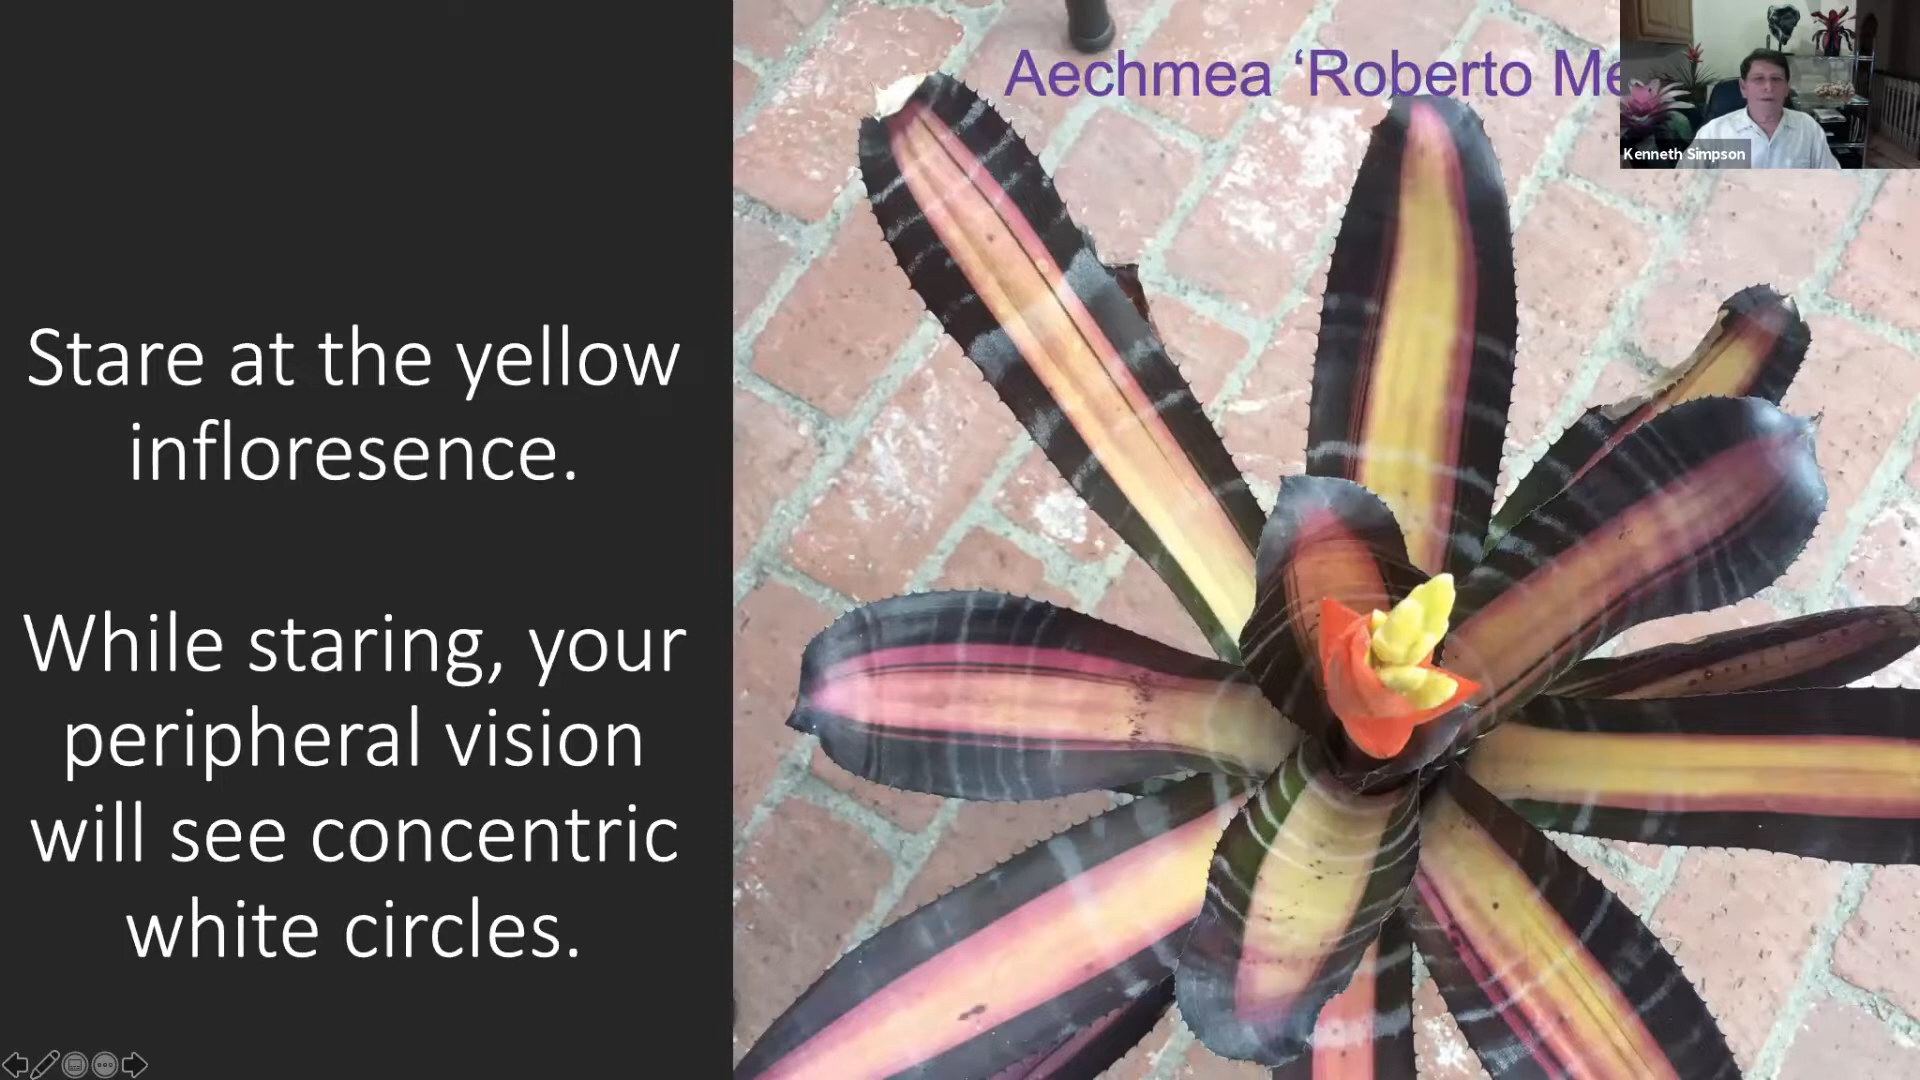 Aechmea ‘Roberto Me
Kenneth Simpson
Stare at the yellow
infloresence.
While staring, your
peripheral vision
will see concentric
white circles.